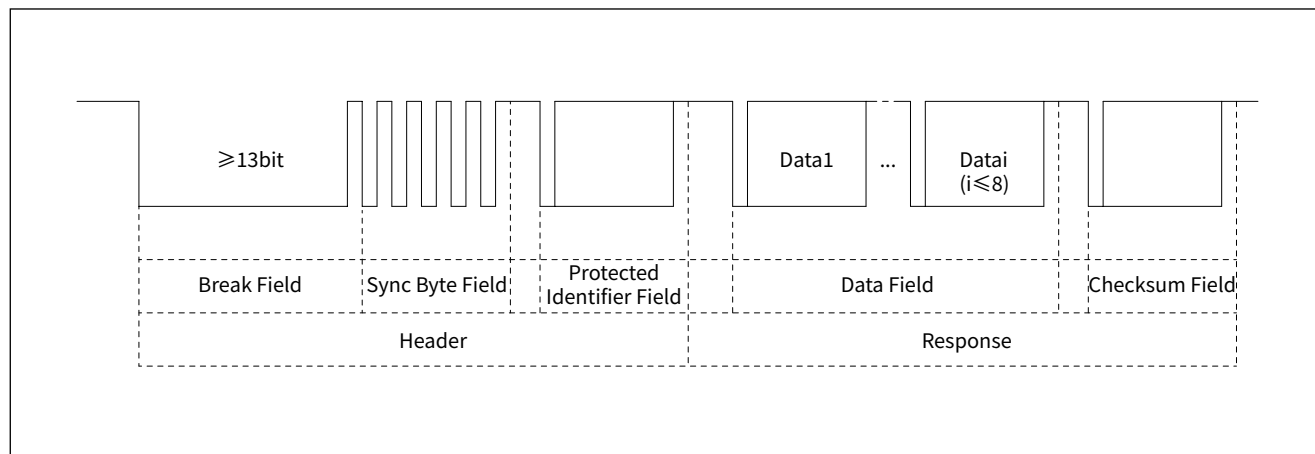 ≥13bit
Data1
...
Datai
(i≤8)
Break Field
Sync Byte Field
Protected
Identifier Field
Data Field
Checksum Field
Header
Response